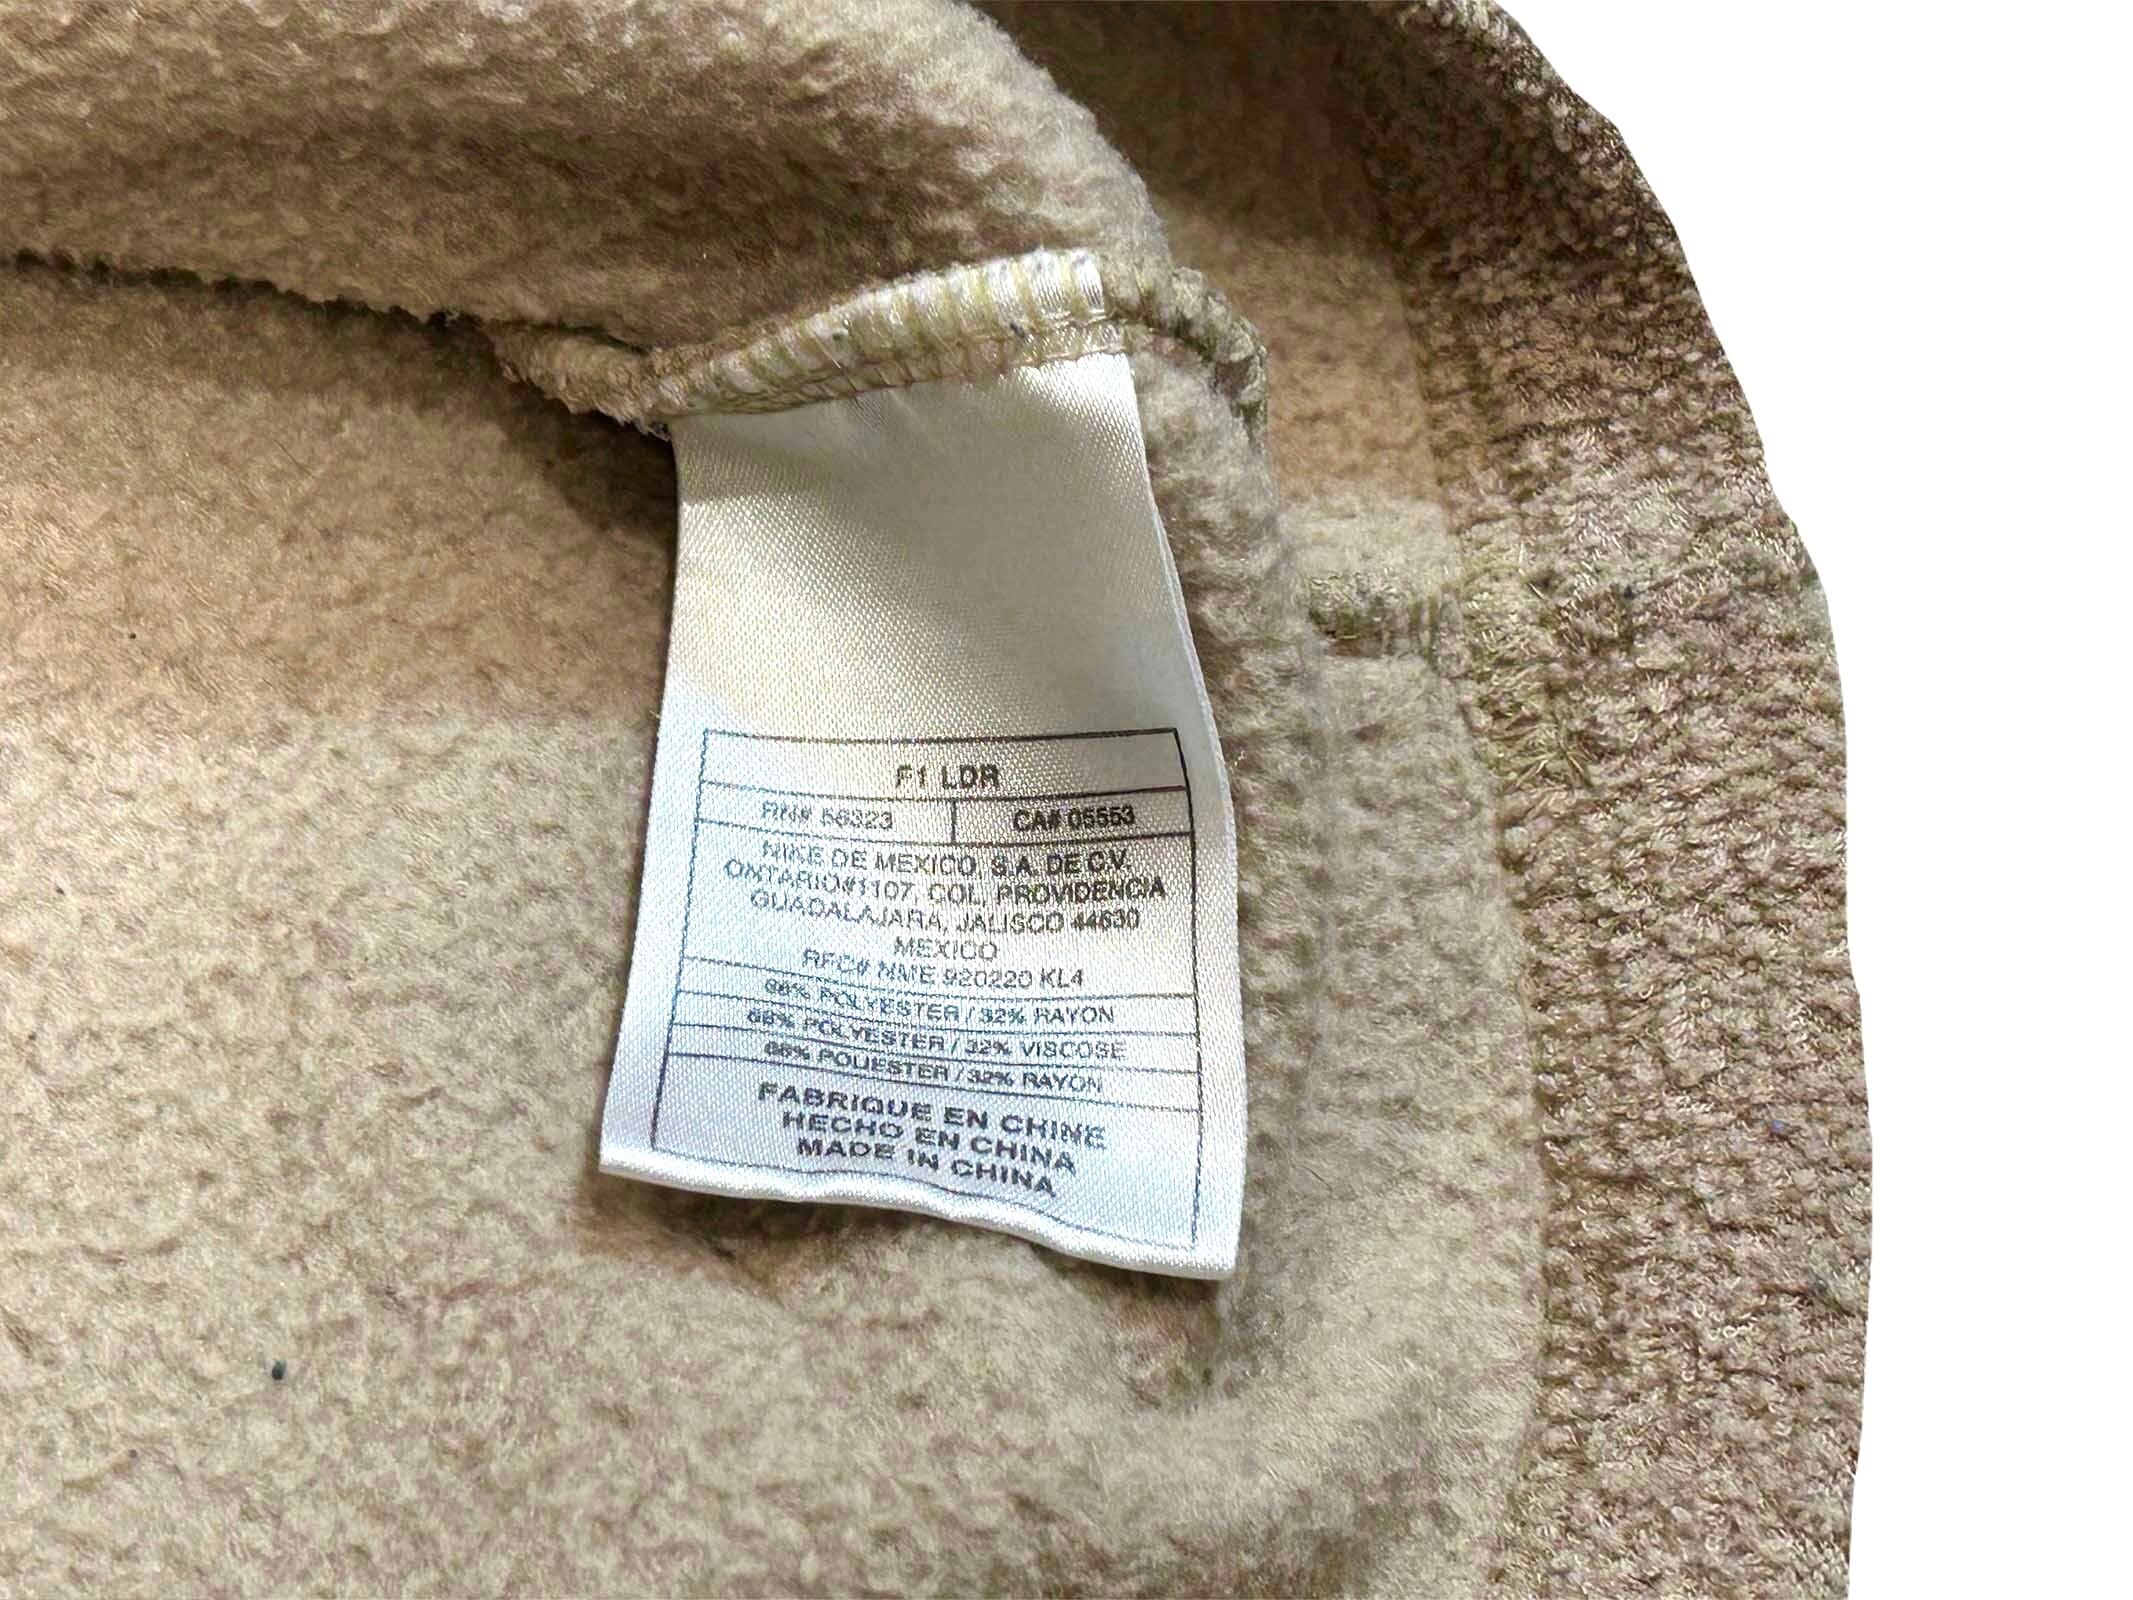 F1 LDR
RN# 56323 CA# 05553
NIKE DE MEXICO, S.A. DE C.V.
ONTARIO#1107, COL, PROVIDENCIA
GUADALAJARA, JALISCO 44630
MEXICO
RFC# NME 920220 KL4
68% POLYESTER / 32% RAYON
68% POLYESTER / 32% VISCOSE
68% POLIESTER / 32% RAYON
FABRIQUE EN CHINE
HECHO EN CHINA
MADE IN CHINA